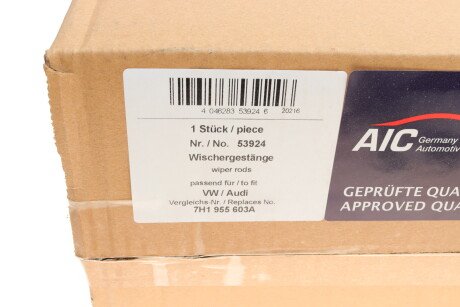 4 046283 53924 6 20216
1 Stück / piece
Nr. / No. 53924
Wischergestänge
wiper rods
passend für / to fit
VW / Audi
Vergleichs-Nr. / Replaces No.
7H1 955 603A
AIC Germany
Automotiv
GEPRÜFTE QUA
APPROVED QUA